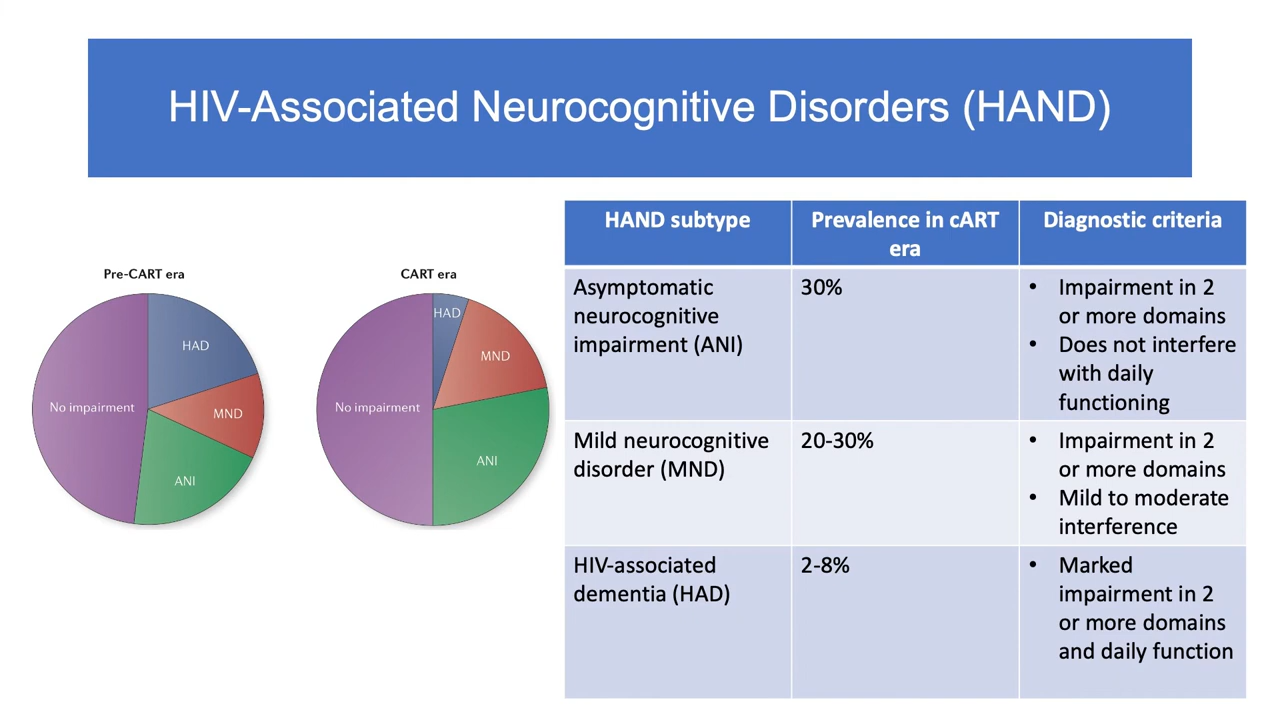 HIV-Associated Neurocognitive Disorders (HAND)
Pre-CART era
HAD
No impairment
MND
ANI
CART era
HAD
MND
No impairment
ANI
HAND subtype
Prevalence in cART
era
Diagnostic criteria
Asymptomatic
neurocognitive
impairment (ANI)
30%
• Impairment in 2
or more domains
• Does not interfere
with daily
functioning
Mild neurocognitive
disorder (MND)
20-30%
• Impairment in 2
or more domains
• Mild to moderate
interference
HIV-associated
dementia (HAD)
2-8%
• Marked
impairment in 2
or more domains
and daily function